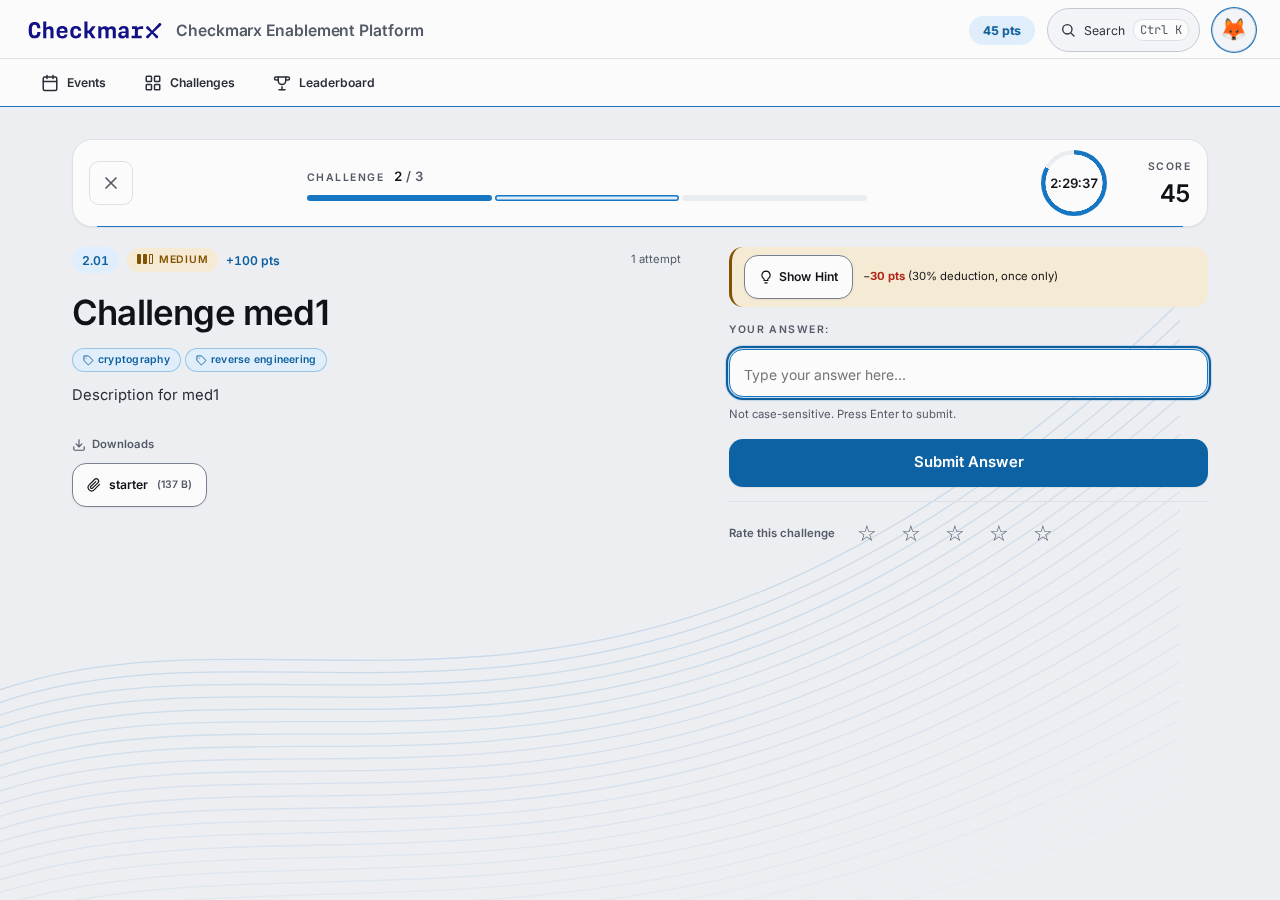 Checkmarx Checkmarx Enablement Platform 45 pts Search Ctrl K
Events Challenges Leaderboard
CHALLENGE 2 / 3
2:29:37
SCORE
45
2.01 MEDIUM +100 pts 1 attempt
Challenge med1
cryptography reverse engineering
Description for med1
Downloads
starter (137 B)
Show Hint −30 pts (30% deduction, once only)
YOUR ANSWER:
Type your answer here...
Not case-sensitive. Press Enter to submit.
Submit Answer
Rate this challenge